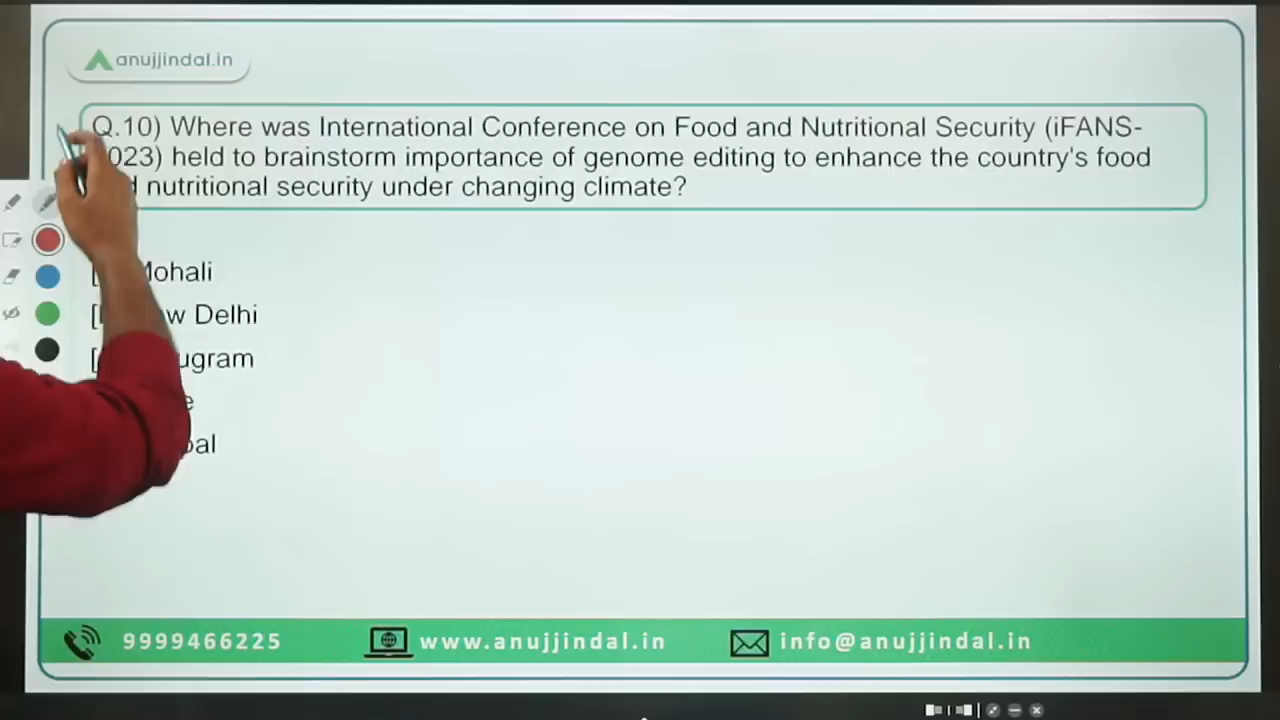 anujjindal.in
Q.10) Where was International Conference on Food and Nutritional Security (iFANS-
023) held to brainstorm importance of genome editing to enhance the country's food
nutritional security under changing climate?
Mohali
Delhi
9999466225 www.anujjindal.in info@anujjindal.in